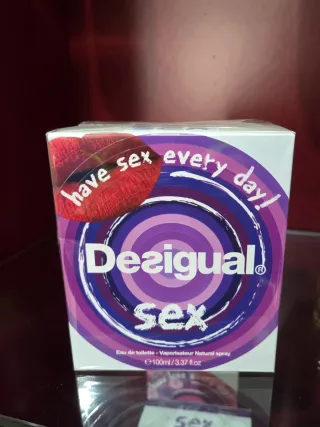 have sex every day!
Desigual®
sex
Eau de toilette - Vaporisateur Natural spray
℮100ml / 3.37 fl.oz
sex